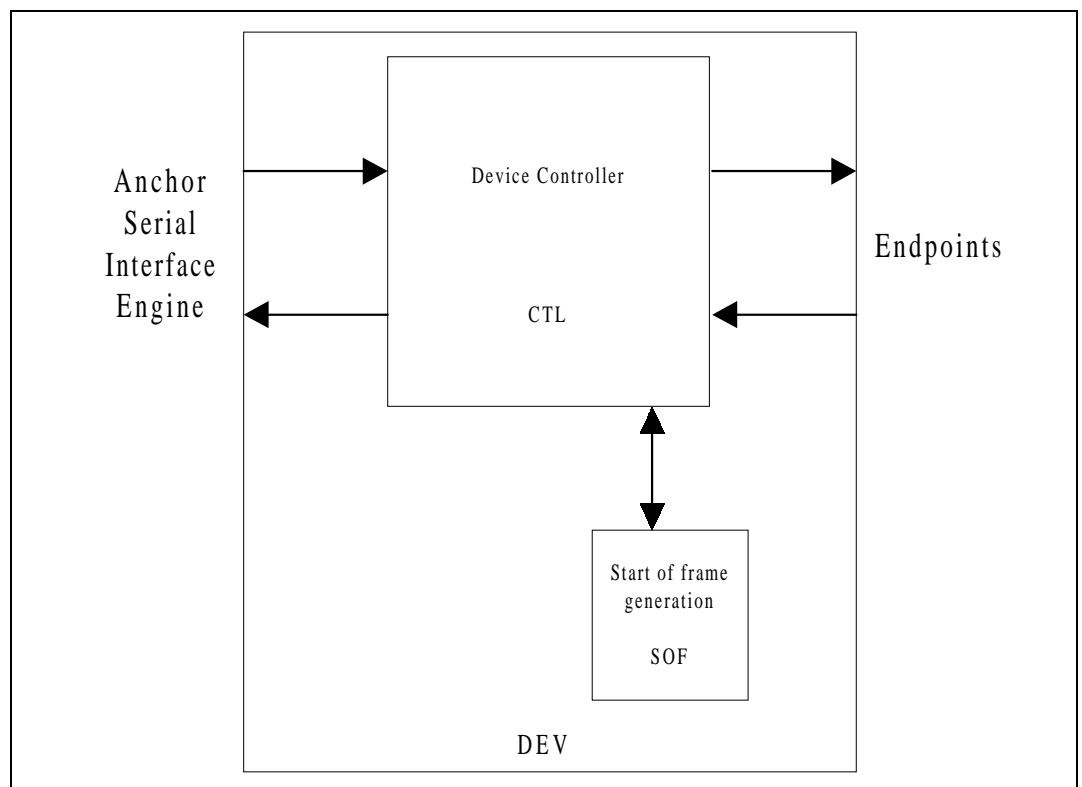 Anchor
Serial
Interface
Engine
Device Controller
CTL
Endpoints
Start of frame
generation
SOF
DEV